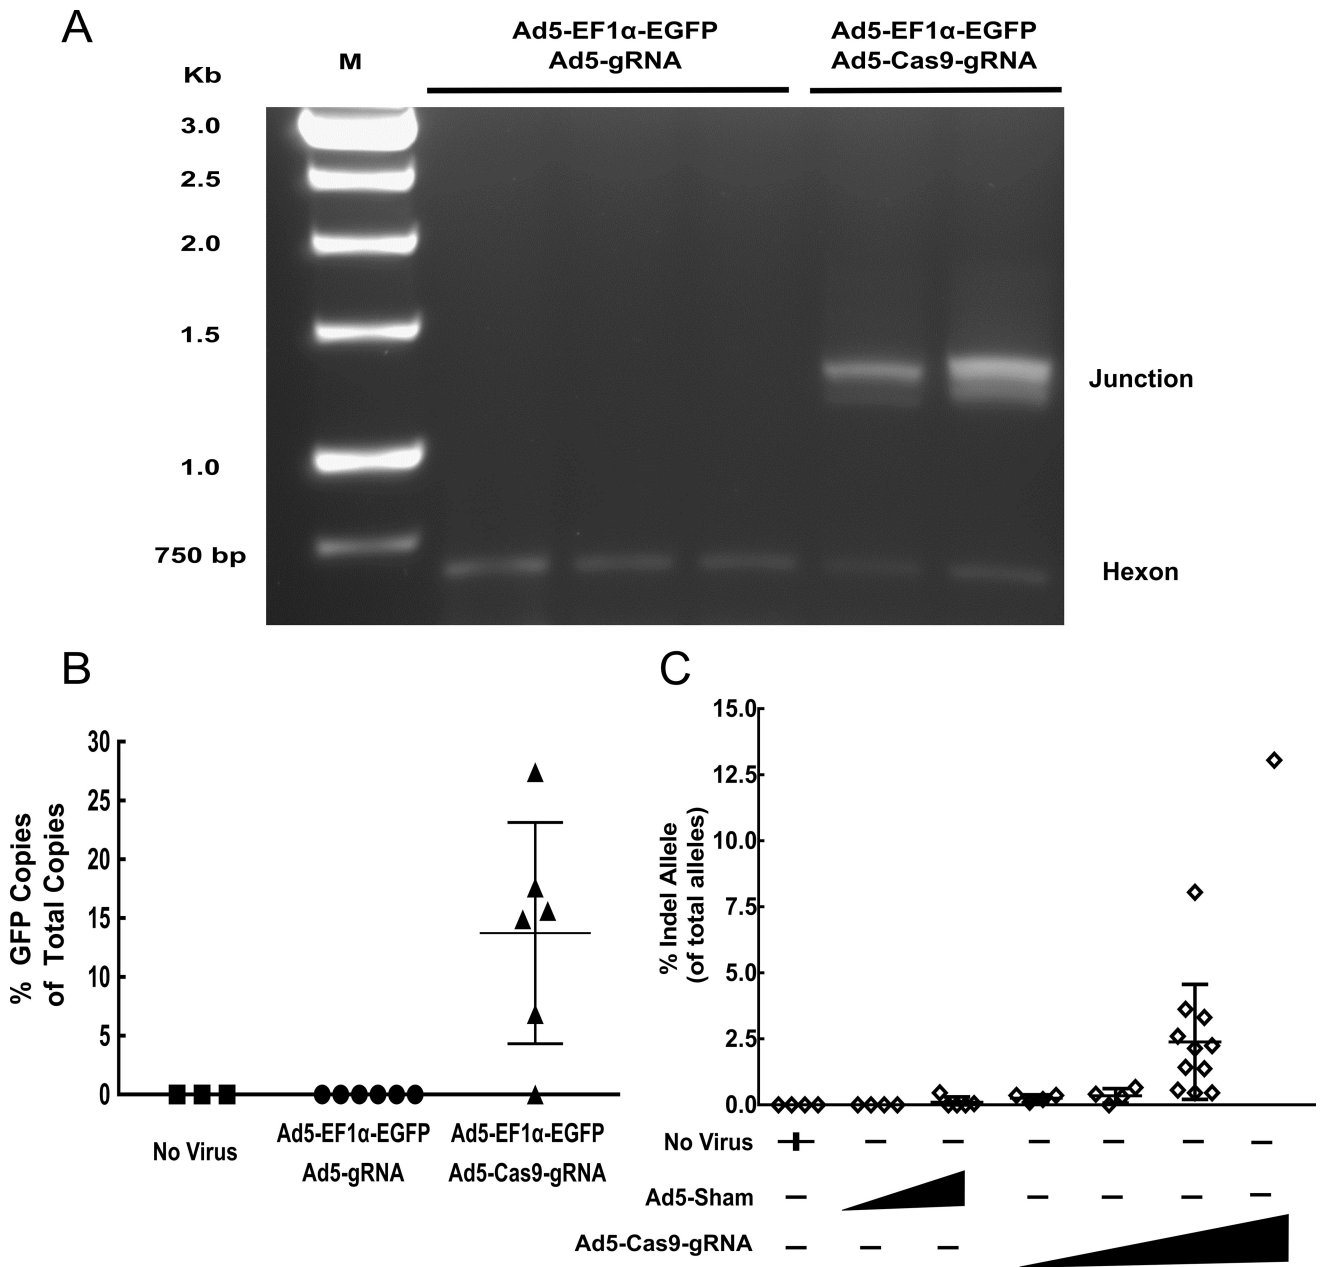 A
Ad5-EF1α-EGFP
Ad5-gRNA
Ad5-EF1α-EGFP
Ad5-Cas9-gRNA
Kb
M
3.0
2.5
2.0
1.5
1.0
750 bp
Junction
Hexon
B
% GFP Copies
of Total Copies
30
25
20
15
10
5
0
No Virus
Ad5-EF1α-EGFP
Ad5-gRNA
Ad5-EF1α-EGFP
Ad5-Cas9-gRNA
C
% Indel Allele
(of total alleles)
15.0
12.5
10.0
7.5
5.0
2.5
0.0
No Virus + – – – – – –
Ad5-Sham – – – – –
Ad5-Cas9-gRNA – – –